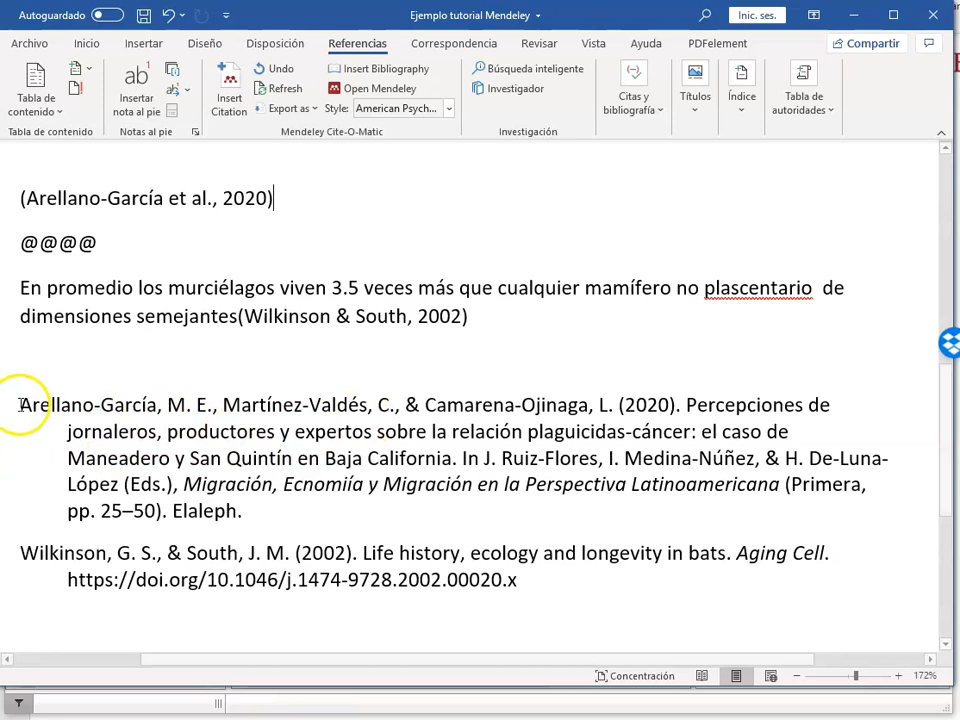 Autoguardado
Ejemplo tutorial Mendeley
Inic. ses.
Archivo Inicio Insertar Diseño Disposición Referencias Correspondencia Revisar Vista Ayuda PDFelement Compartir
Tabla de contenido
Insertar nota al pie
ab
Insert Citation
Undo
Refresh
Export as
Insert Bibliography
Open Mendeley
Style: American Psych...
Búsqueda inteligente
Investigador
Citas y bibliografía
Títulos
Índice
Tabla de autoridades
Tabla de contenido Notas al pie Mendeley Cite-O-Matic Investigación
(Arellano-García et al., 2020)
@@@@
En promedio los murciélagos viven 3.5 veces más que cualquier mamífero no plascentario de
dimensiones semejantes(Wilkinson & South, 2002)
Arellano-García, M. E., Martínez-Valdés, C., & Camarena-Ojinaga, L. (2020). Percepciones de
jornaleros, productores y expertos sobre la relación plaguicidas-cáncer: el caso de
Maneadero y San Quintín en Baja California. In J. Ruiz-Flores, I. Medina-Núñez, & H. De-Luna-
López (Eds.), Migración, Ecnomiía y Migración en la Perspectiva Latinoamericana (Primera,
pp. 25–50). Elaleph.
Wilkinson, G. S., & South, J. M. (2002). Life history, ecology and longevity in bats. Aging Cell.
https://doi.org/10.1046/j.1474-9728.2002.00020.x
Concentración
172%